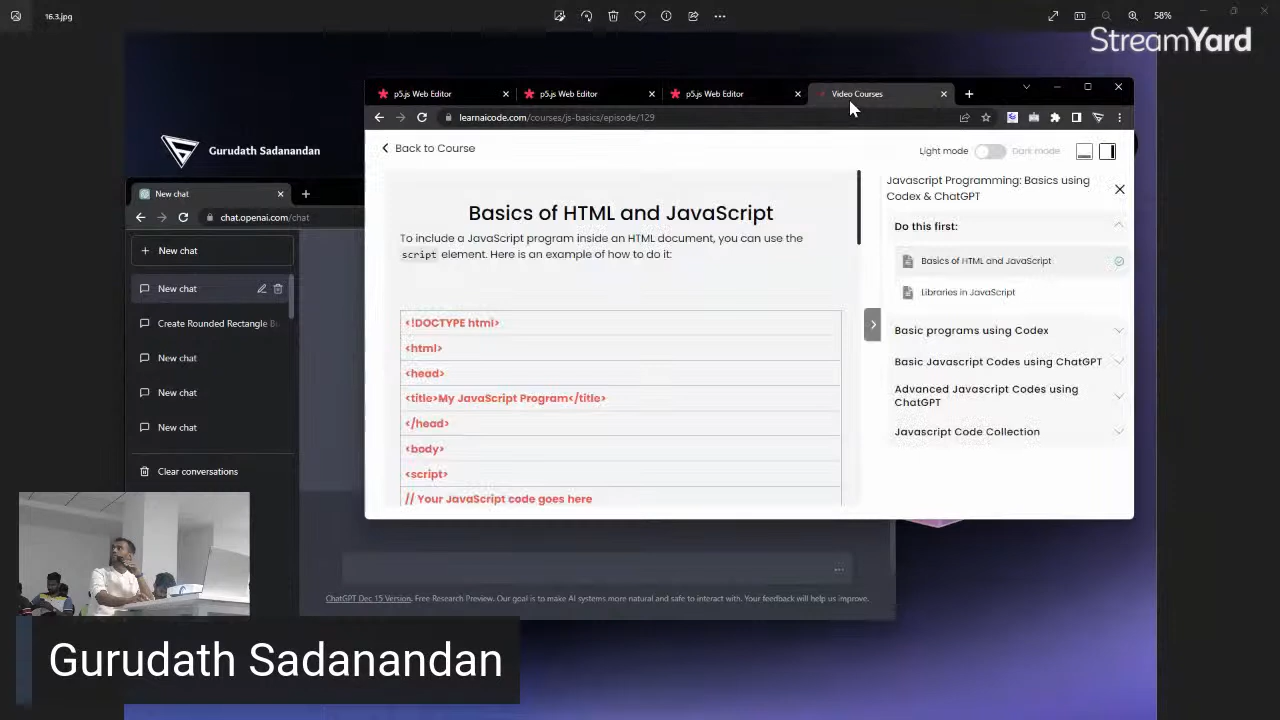 16.3.jpg
58%
StreamYard
p5.js Web Editor
p5.js Web Editor
p5.js Web Editor
Video Courses
learnaicode.com/courses/js-basics/episode/129
Gurudath Sadanandan
Back to Course
Light mode
Dark mode
Basics of HTML and JavaScript
To include a JavaScript program inside an HTML document, you can use the
script element. Here is an example of how to do it:
<!DOCTYPE html>
<html>
<head>
<title>My JavaScript Program</title>
</head>
<body>
<script>
// Your JavaScript code goes here
Javascript Programming: Basics using
Codex & ChatGPT
Do this first:
Basics of HTML and JavaScript
Libraries in JavaScript
Basic programs using Codex
Basic Javascript Codes using ChatGPT
Advanced Javascript Codes using
ChatGPT
Javascript Code Collection
New chat
chat.openai.com/chat
New chat
New chat
Create Rounded Rectangle B
New chat
New chat
New chat
Clear conversations
ChatGPT Dec 15 Version. Free Research Preview. Our goal is to make AI systems more natural and safe to interact with. Your feedback will help us improve.
Gurudath Sadanandan